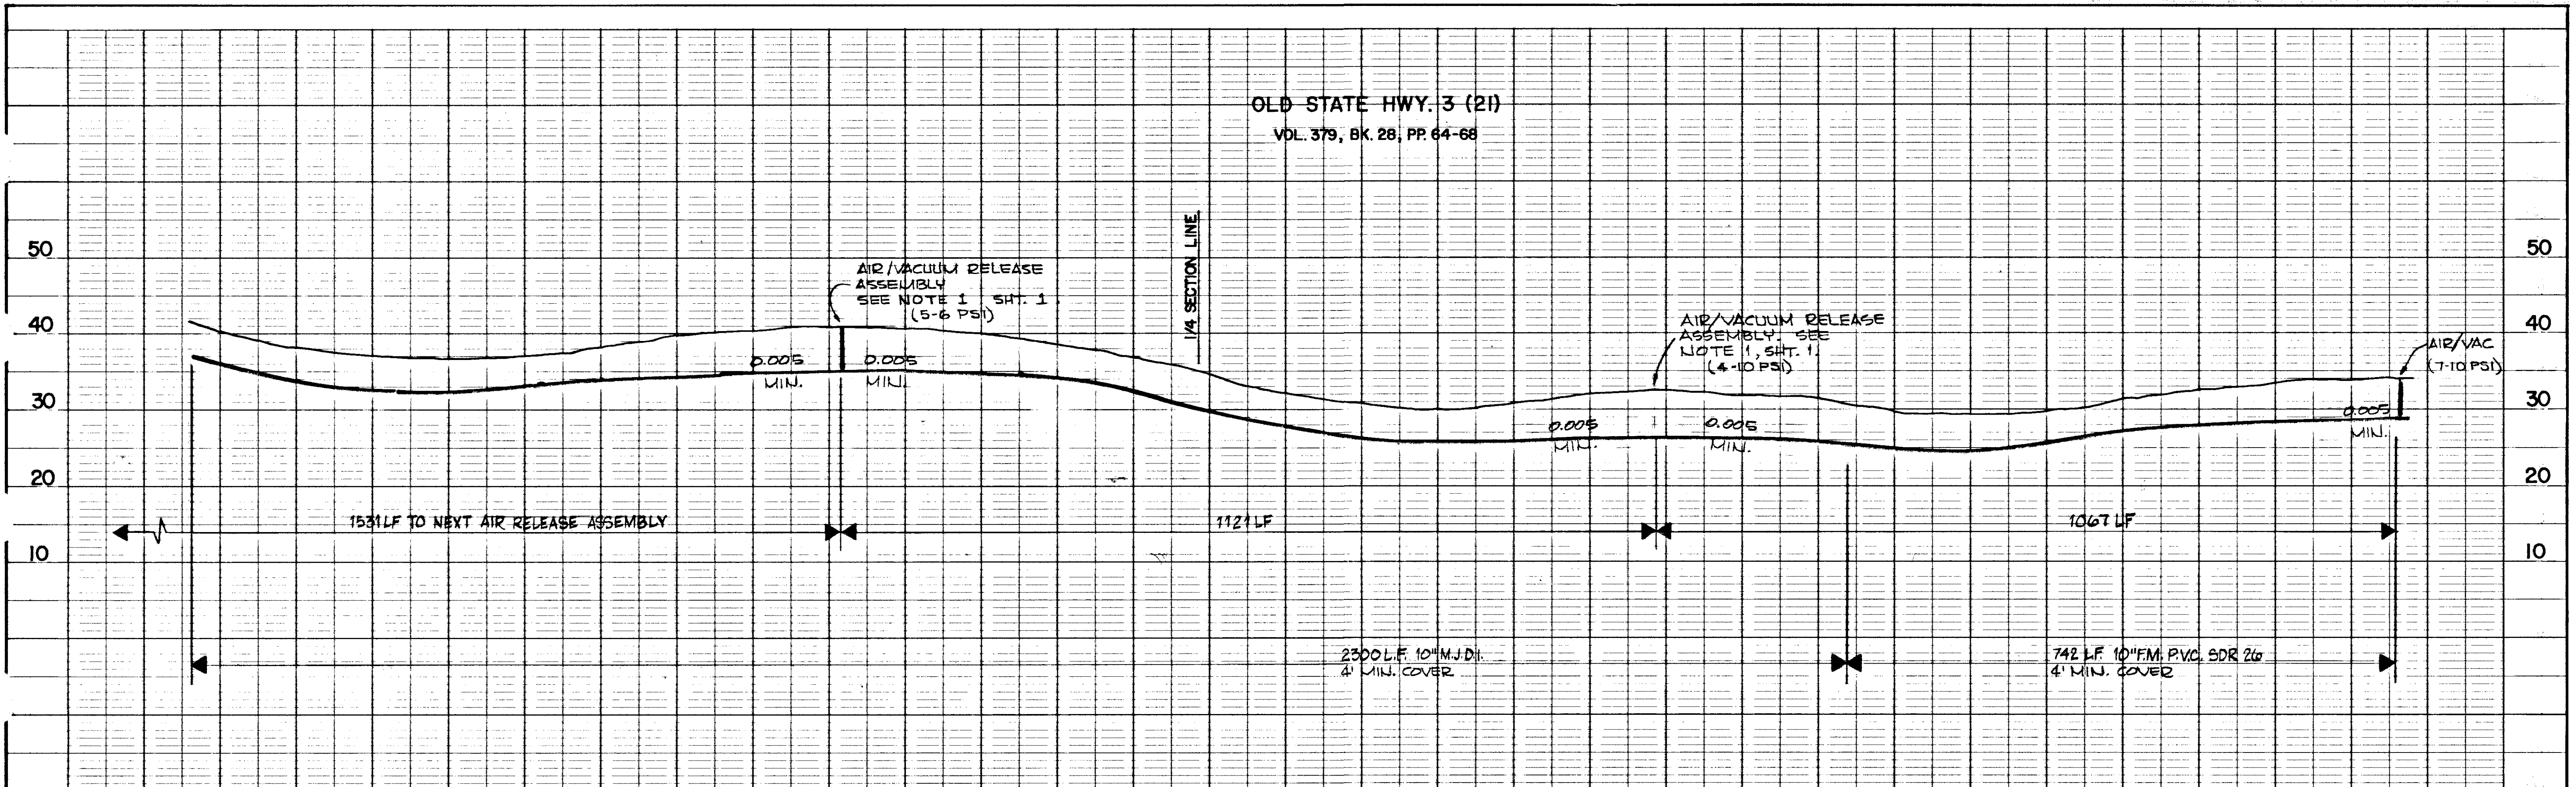 OLD STATE HWY. 3 (21)
VOL. 379, BK. 28, PP. 64-68
50
40
30
20
10
AIR/VACUUM RELEASE
ASSEMBLY
SEE NOTE 1 SHT. 1
(5-6 PSI)
0.005
MIN.
0.005
MIN.
1/4 SECTION LINE
AIR/VACUUM RELEASE
ASSEMBLY. SEE
NOTE 1, SHT. 1.
(4-10 PSI)
0.005
MIN.
0.005
MIN.
AIR/VAC
(7-10 PSI)
0.005
MIN.
50
40
30
20
10
1531 LF TO NEXT AIR RELEASE ASSEMBLY
1121 LF
1067 LF
2300 L.F. 10" M.J.D.I.
4' MIN. COVER
742 LF 10" F.M. P.V.C. SDR 26
4' MIN. COVER